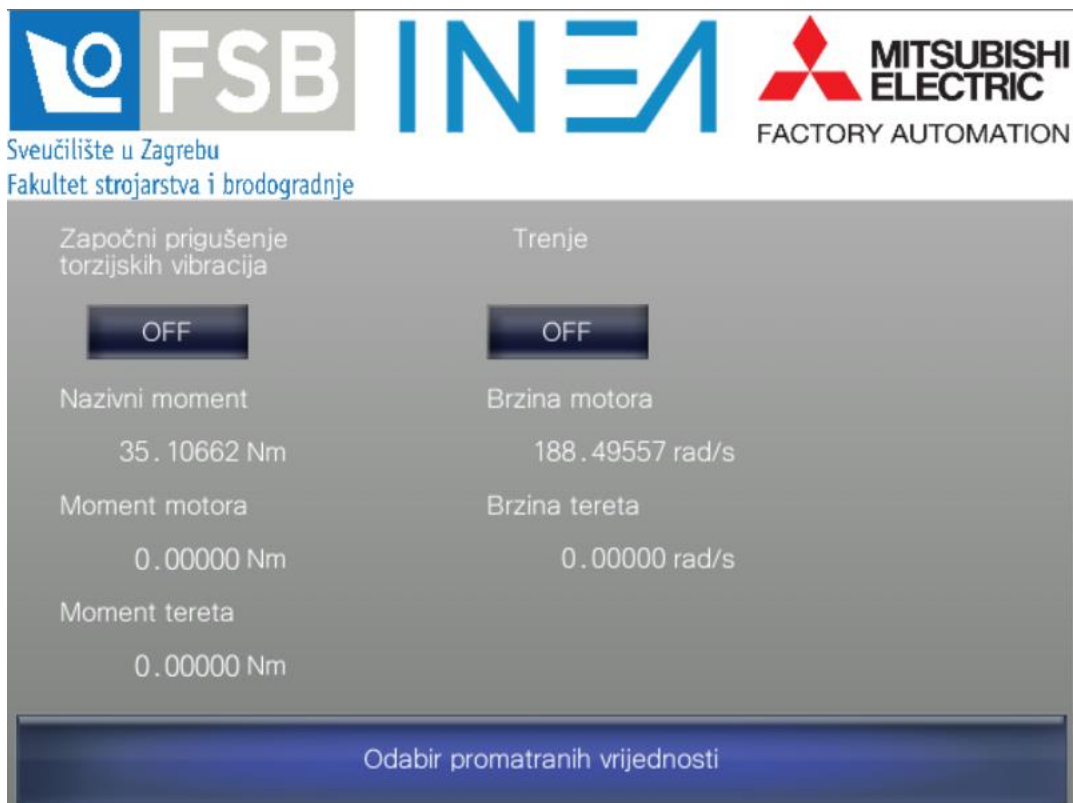 FSB
INEA
MITSUBISHI
ELECTRIC
FACTORY AUTOMATION
Sveučilište u Zagrebu
Fakultet strojarstva i brodogradnje
Započni prigušenje
torzijskih vibracija
Trenje
OFF
OFF
Nazivni moment
Brzina motora
35.10662 Nm
188.49557 rad/s
Moment motora
Brzina tereta
0.00000 Nm
0.00000 rad/s
Moment tereta
0.00000 Nm
Odabir promatranih vrijednosti